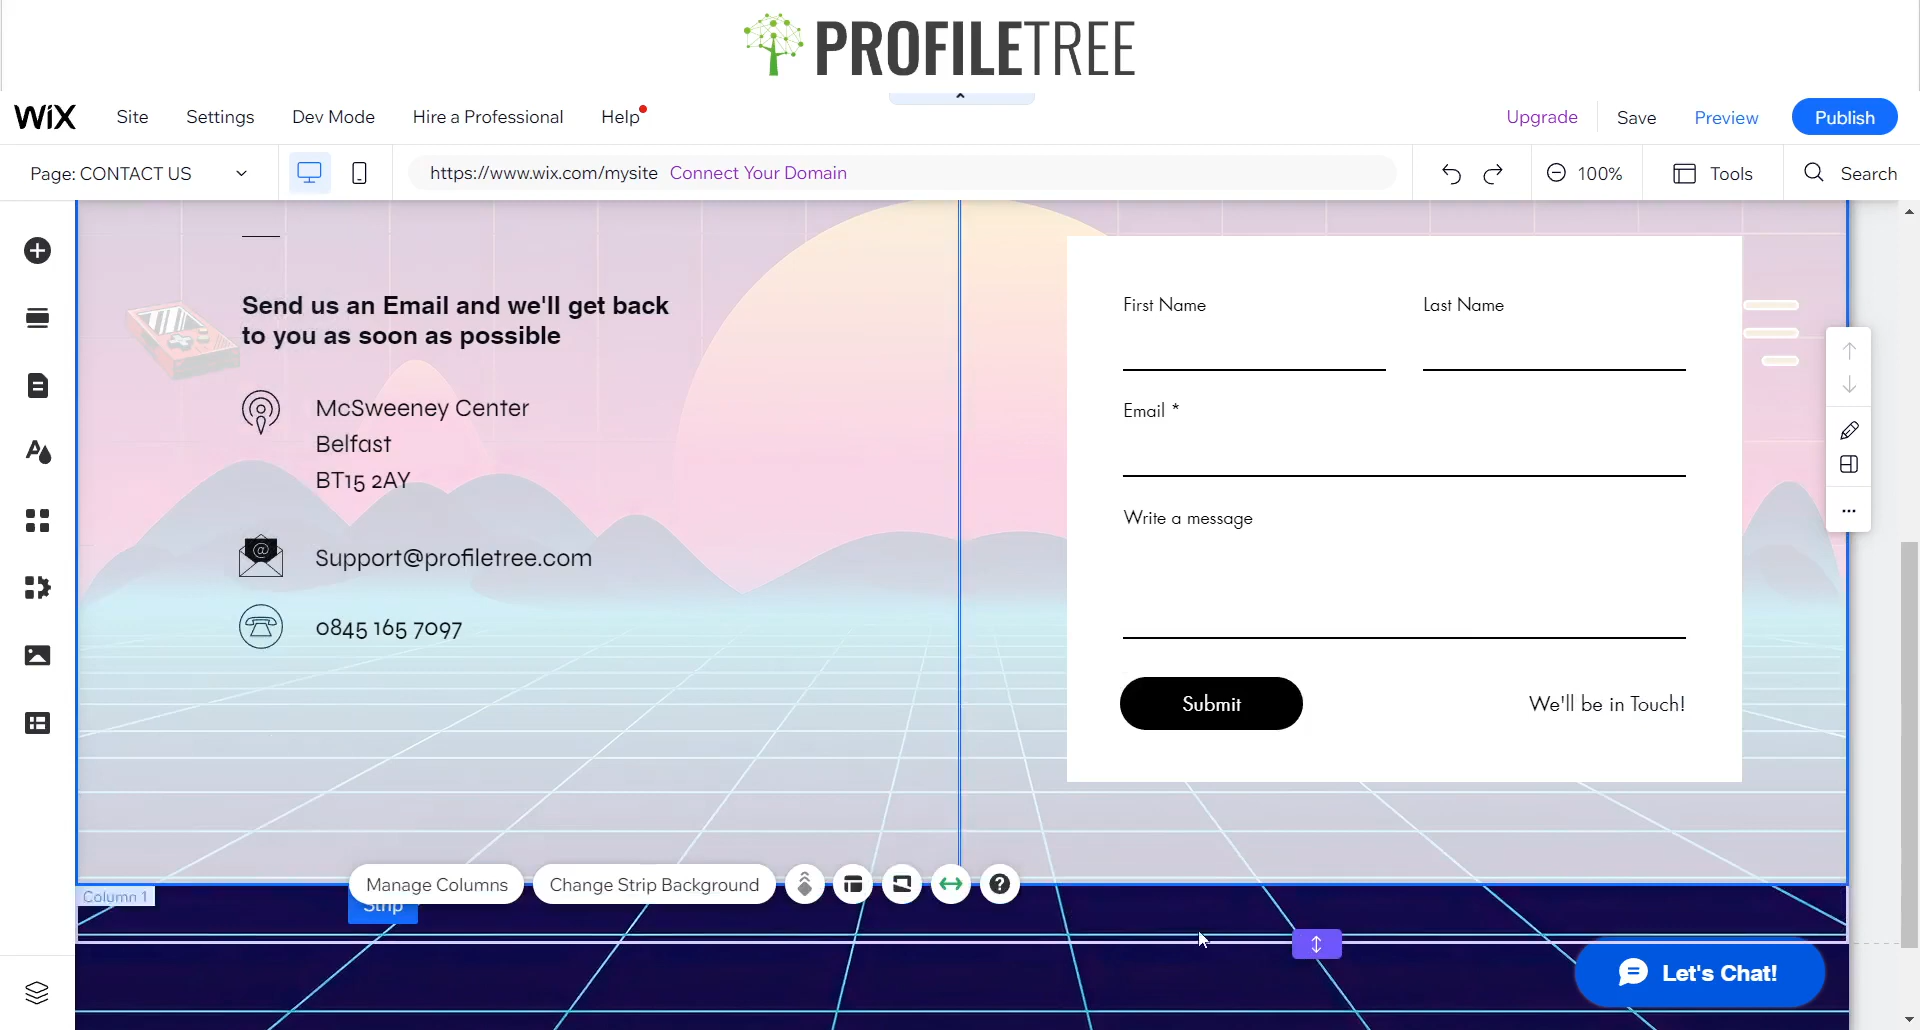 PROFILETREE
WiX Site Settings Dev Mode Hire a Professional Help Upgrade Save Preview Publish
Page: CONTACT US https://www.wix.com/mysite Connect Your Domain 100% Tools Search
Send us an Email and we'll get back
to you as soon as possible
McSweeney Center
Belfast
BT15 2AY
@ Support@profiletree.com
0845 165 7097
First Name Last Name
Email *
Write a message
Submit We'll be in Touch!
Manage Columns Change Strip Background ?
Column 1
Strip
Let's Chat!